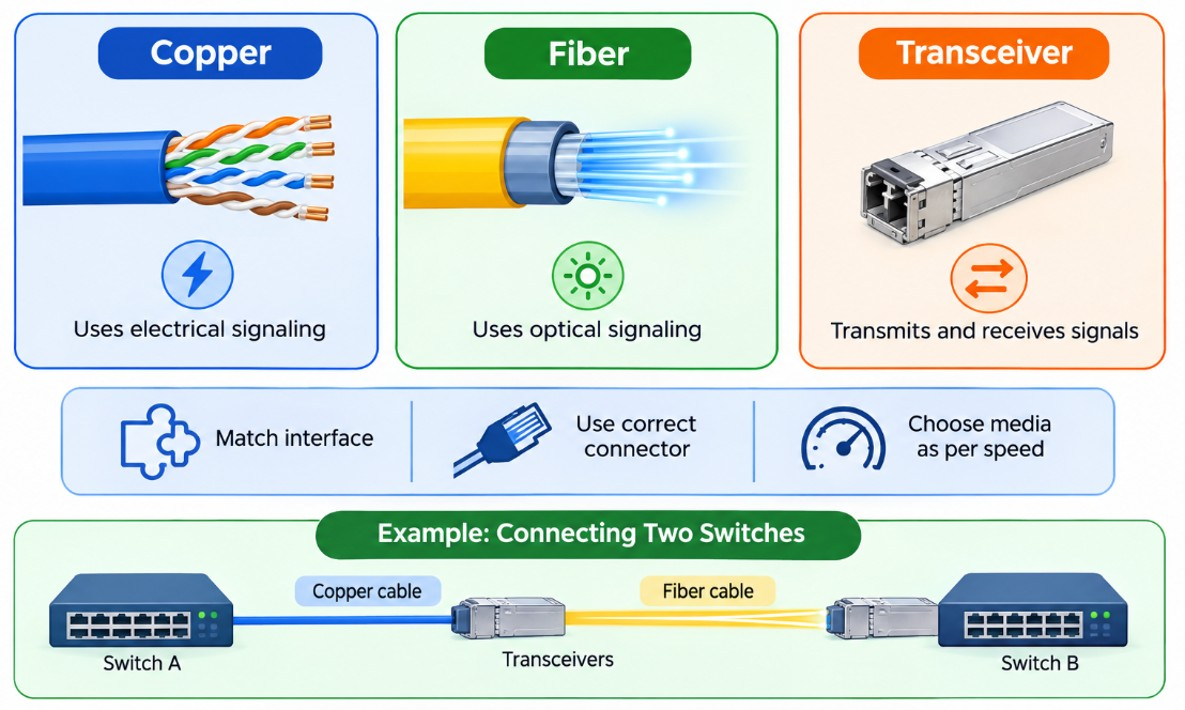 Copper
Fiber
Transceiver
Uses electrical signaling
Uses optical signaling
Transmits and receives signals
Match interface
Use correct
connector
Choose media
as per speed
Example: Connecting Two Switches
Copper cable
Fiber cable
Switch A
Transceivers
Switch B